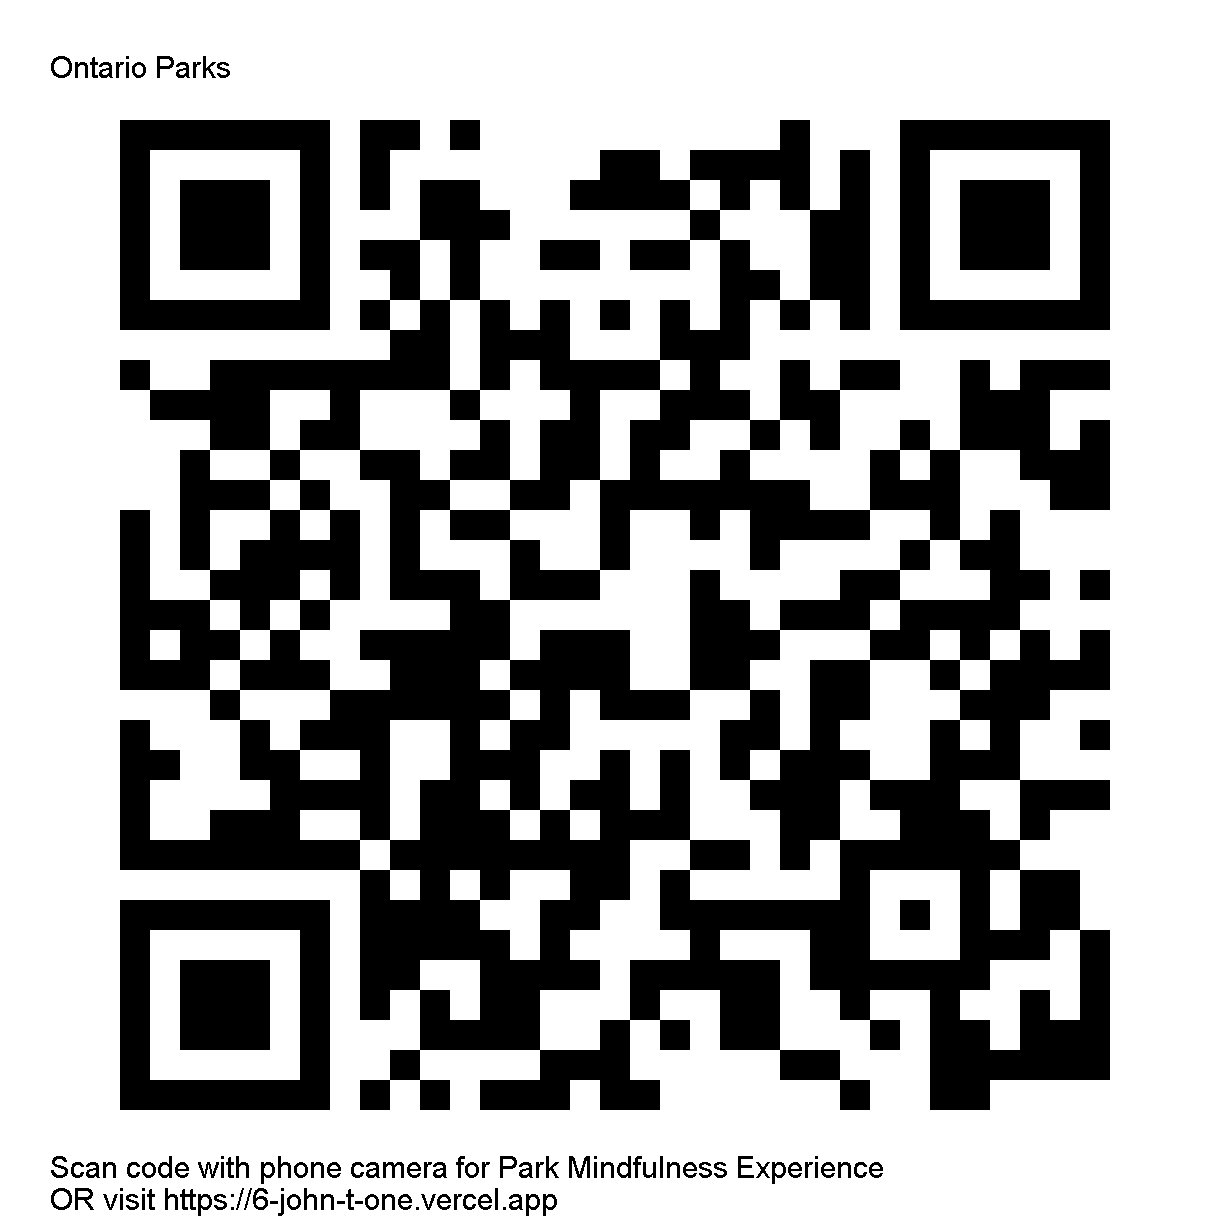 Ontario Parks
Scan code with phone camera for Park Mindfulness Experience
OR visit https://6-john-t-one.vercel.app